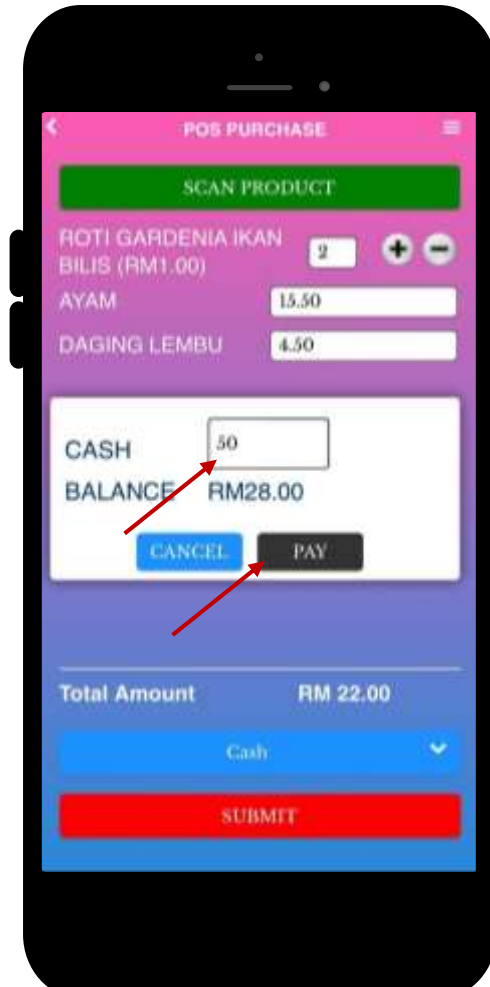 POS PURCHASE
SCAN PRODUCT
ROTI GARDENIA IKAN
BILIS (RM1.00) 2
AYAM 15.50
DAGING LEMBU 4.50
CASH 50
BALANCE RM28.00
CANCEL PAY
Total Amount RM 22.00
Cash
SUBMIT